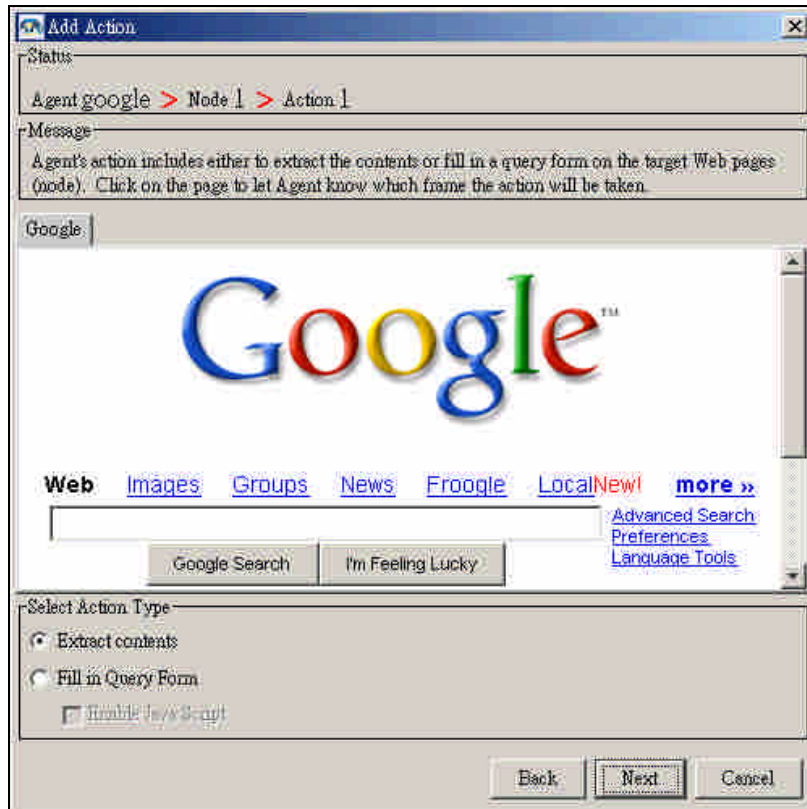 Add Action
Status
Agent google > Node 1 > Action 1
Message
Agent's action includes either to extract the contents or fill in a query form on the target Web pages
(node). Click on the page to let Agent know which frame the action will be taken.
Google
Google™
Web Images Groups News Froogle LocalNew! more »
Advanced Search
Preferences
Language Tools
Google Search I'm Feeling Lucky
Select Action Type
Extract contents
Fill in Query Form
Enable Java Script
Back Next Cancel